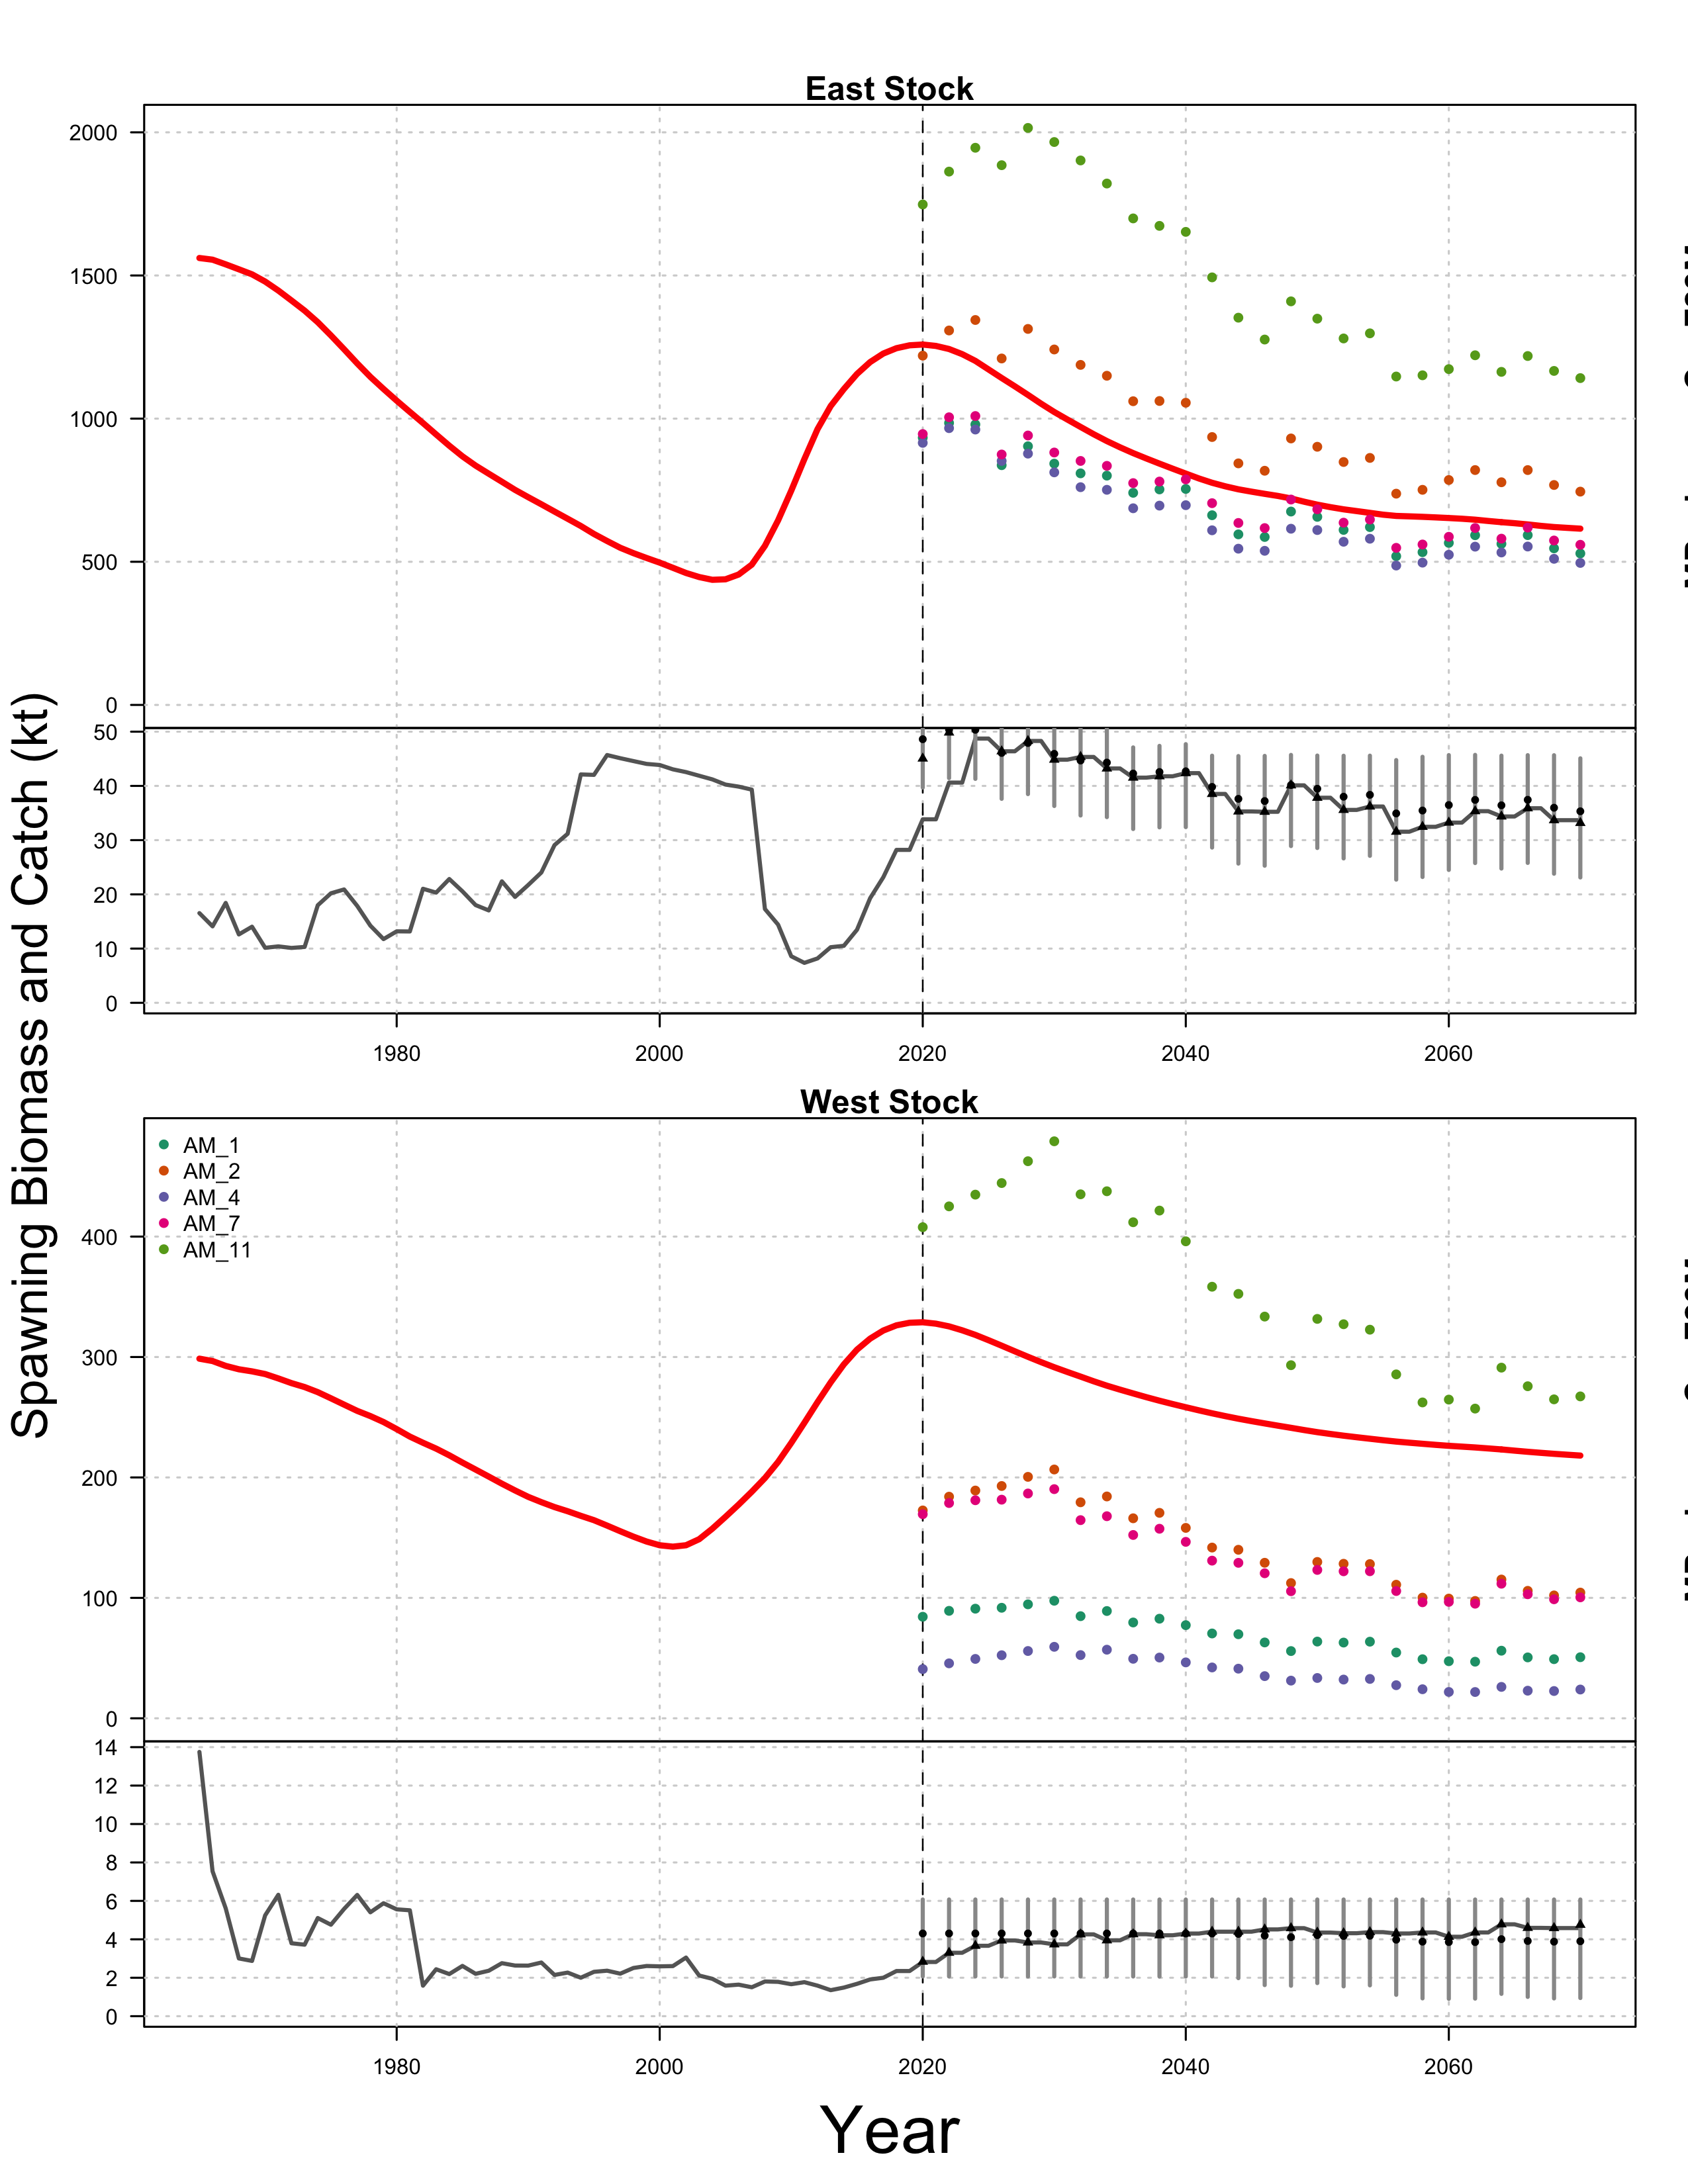 East Stock
2000
1500
1000
500
0
50
40
30
20
10
0
1980 2000 2020 2040 2060
Spawning Biomass and Catch (kt)
West Stock
AM_1
AM_2
AM_4
AM_7
AM_11
400
300
200
100
0
14
12
10
8
6
4
2
0
1980 2000 2020 2040 2060
Year